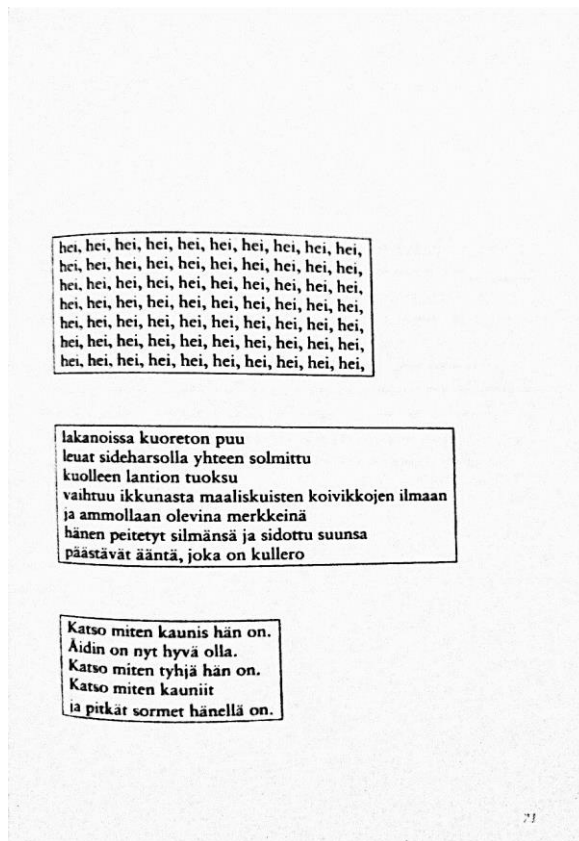 hei, hei, hei, hei, hei, hei, hei, hei, hei, hei,
hei, hei, hei, hei, hei, hei, hei, hei, hei, hei,
hei, hei, hei, hei, hei, hei, hei, hei, hei, hei,
hei, hei, hei, hei, hei, hei, hei, hei, hei, hei,
hei, hei, hei, hei, hei, hei, hei, hei, hei, hei,
hei, hei, hei, hei, hei, hei, hei, hei, hei, hei,
hei, hei, hei, hei, hei, hei, hei, hei, hei, hei,
lakanoissa kuoreton puu
leuat sideharsolla yhteen solmittu
kuolleen lantion tuoksu
vaihtuu ikkunasta maaliskuisten koivikkojen ilmaan
ja ammollaan olevina merkkeinä
hänen peitetyt silmänsä ja sidottu suunsa
päästävät ääntä, joka on kullero
Katso miten kaunis hän on.
Äidin on nyt hyvä olla.
Katso miten tyhjä hän on.
Katso miten kauniit
ja pitkät sormet hänellä on.